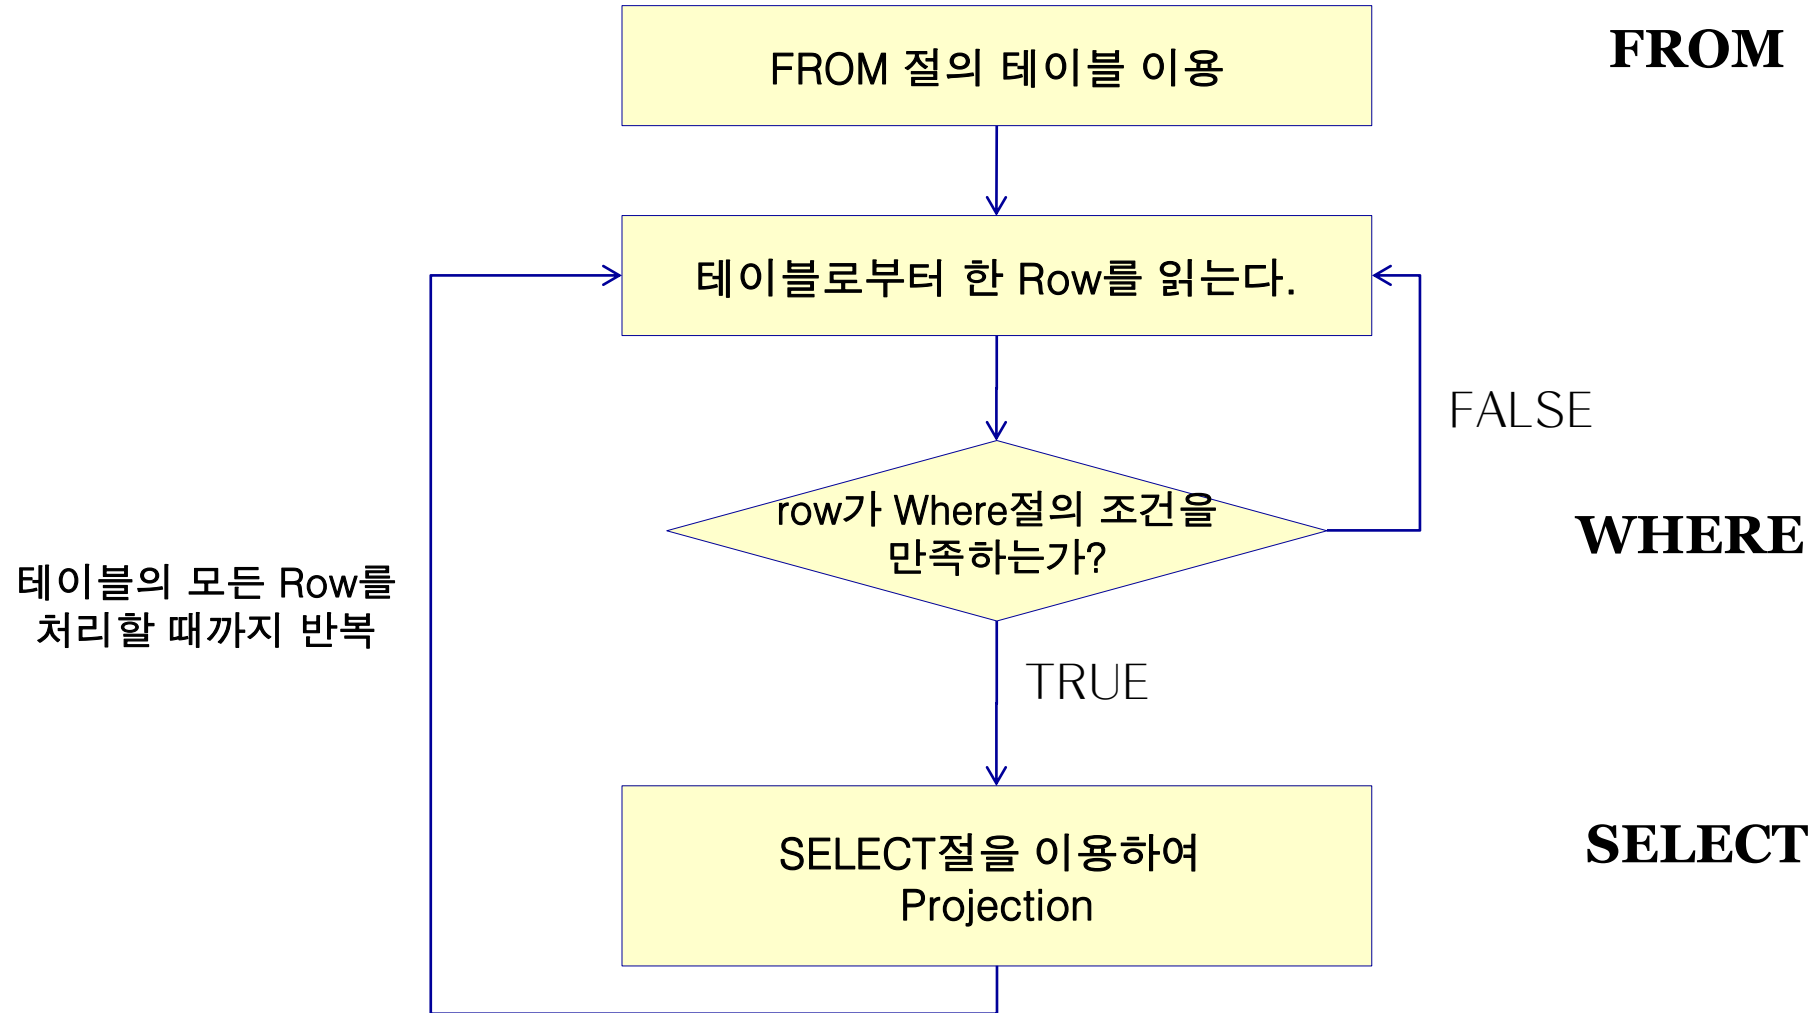 FROM 절의 테이블 이용
FROM
테이블로부터 한 Row를 읽는다.
FALSE
row가 Where절의 조건을
만족하는가?
WHERE
테이블의 모든 Row를
처리할 때까지 반복
TRUE
SELECT절을 이용하여
Projection
SELECT